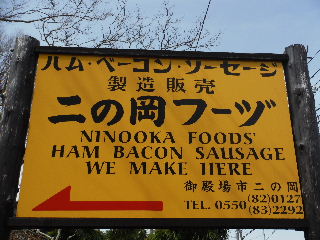 ハム・ベーコン・ソーセージ
製造販売
二の岡フーヅ
NINOOKA FOODS'
HAM BACON SAUSAGE
WE MAKE HERE
御殿場市二の岡
TEL. 0550 (82)0127
(83)2292